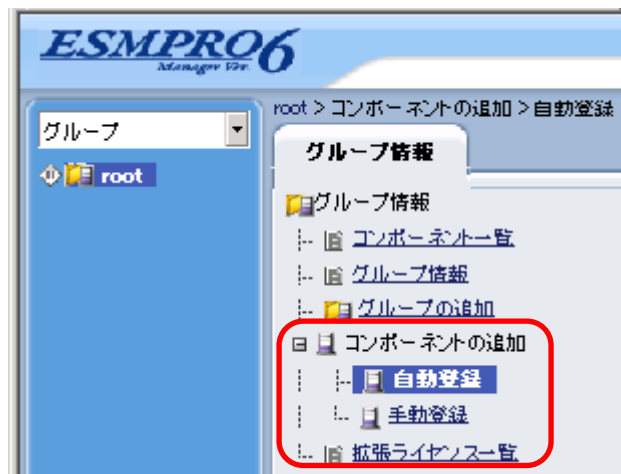 ESMPRO6
Manager Ver.
グループ
root
root > コンポーネントの追加 > 自動登録
グループ情報
グループ情報
コンポーネント一覧
グループ情報
グループの追加
コンポーネントの追加
自動登録
手動登録
拡張ライセンス一覧